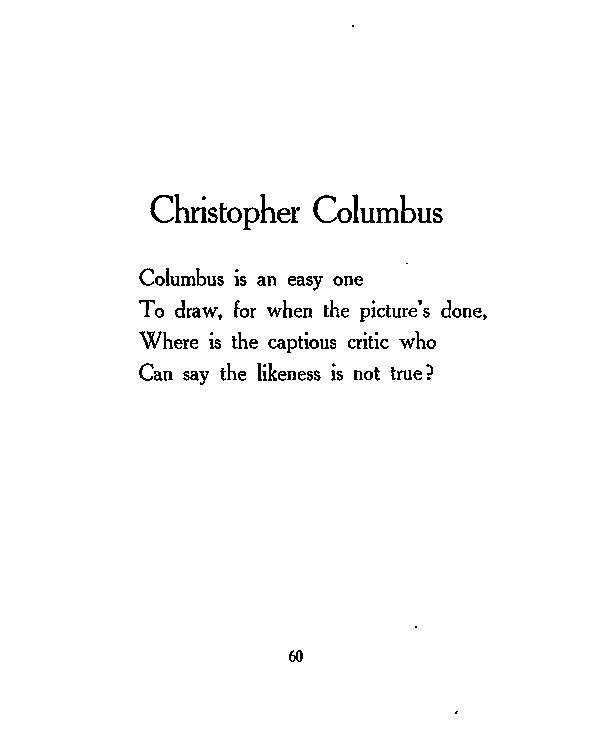 Christopher Columbus
Columbus is an easy one
To draw, for when the picture's done,
Where is the captious critic who
Can say the likeness is not true?
60